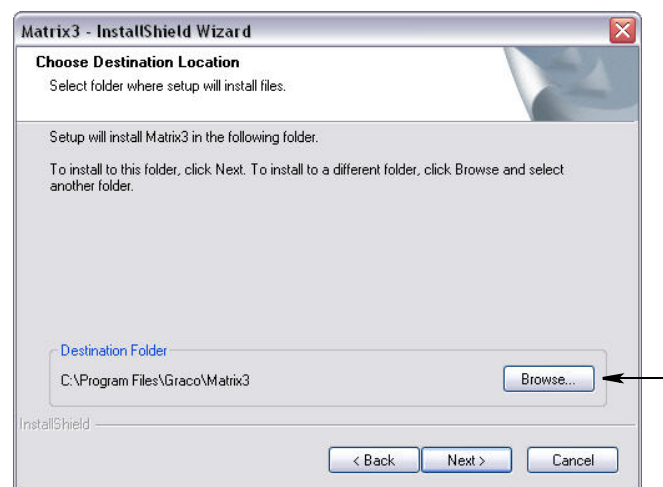 Matrix3 - InstallShield Wizard
Choose Destination Location
Select folder where setup will install files.
Setup will install Matrix3 in the following folder.
To install to this folder, click Next. To install to a different folder, click Browse and select
another folder.
Destination Folder
C:\Program Files\Graco\Matrix3
Browse...
InstallShield
< Back
Next >
Cancel